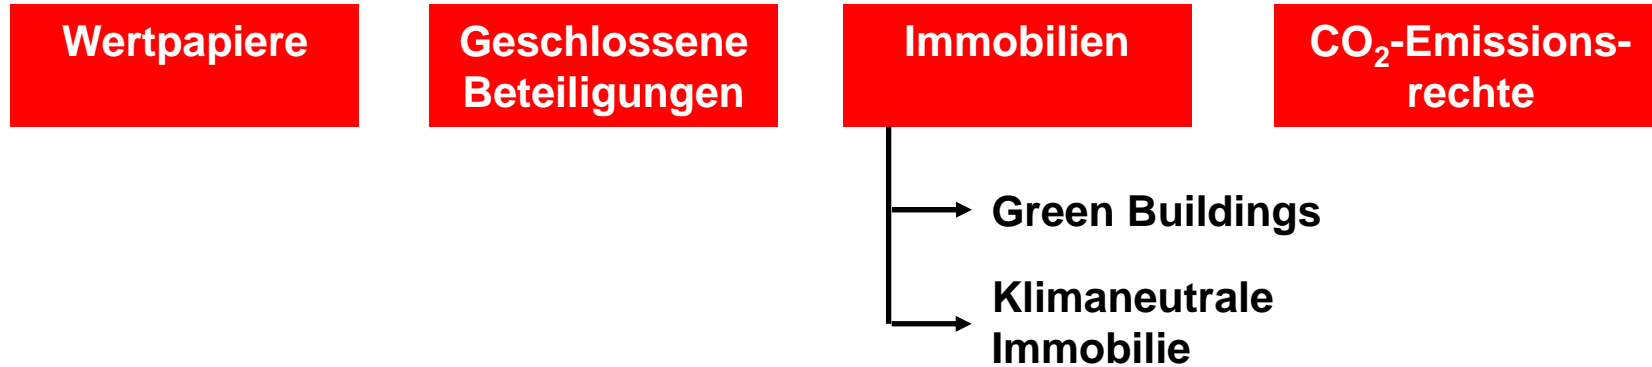 Wertpapiere
Geschlossene
Beteiligungen
Immobilien
CO₂-Emissions-
rechte
Green Buildings
Klimaneutrale
Immobilie